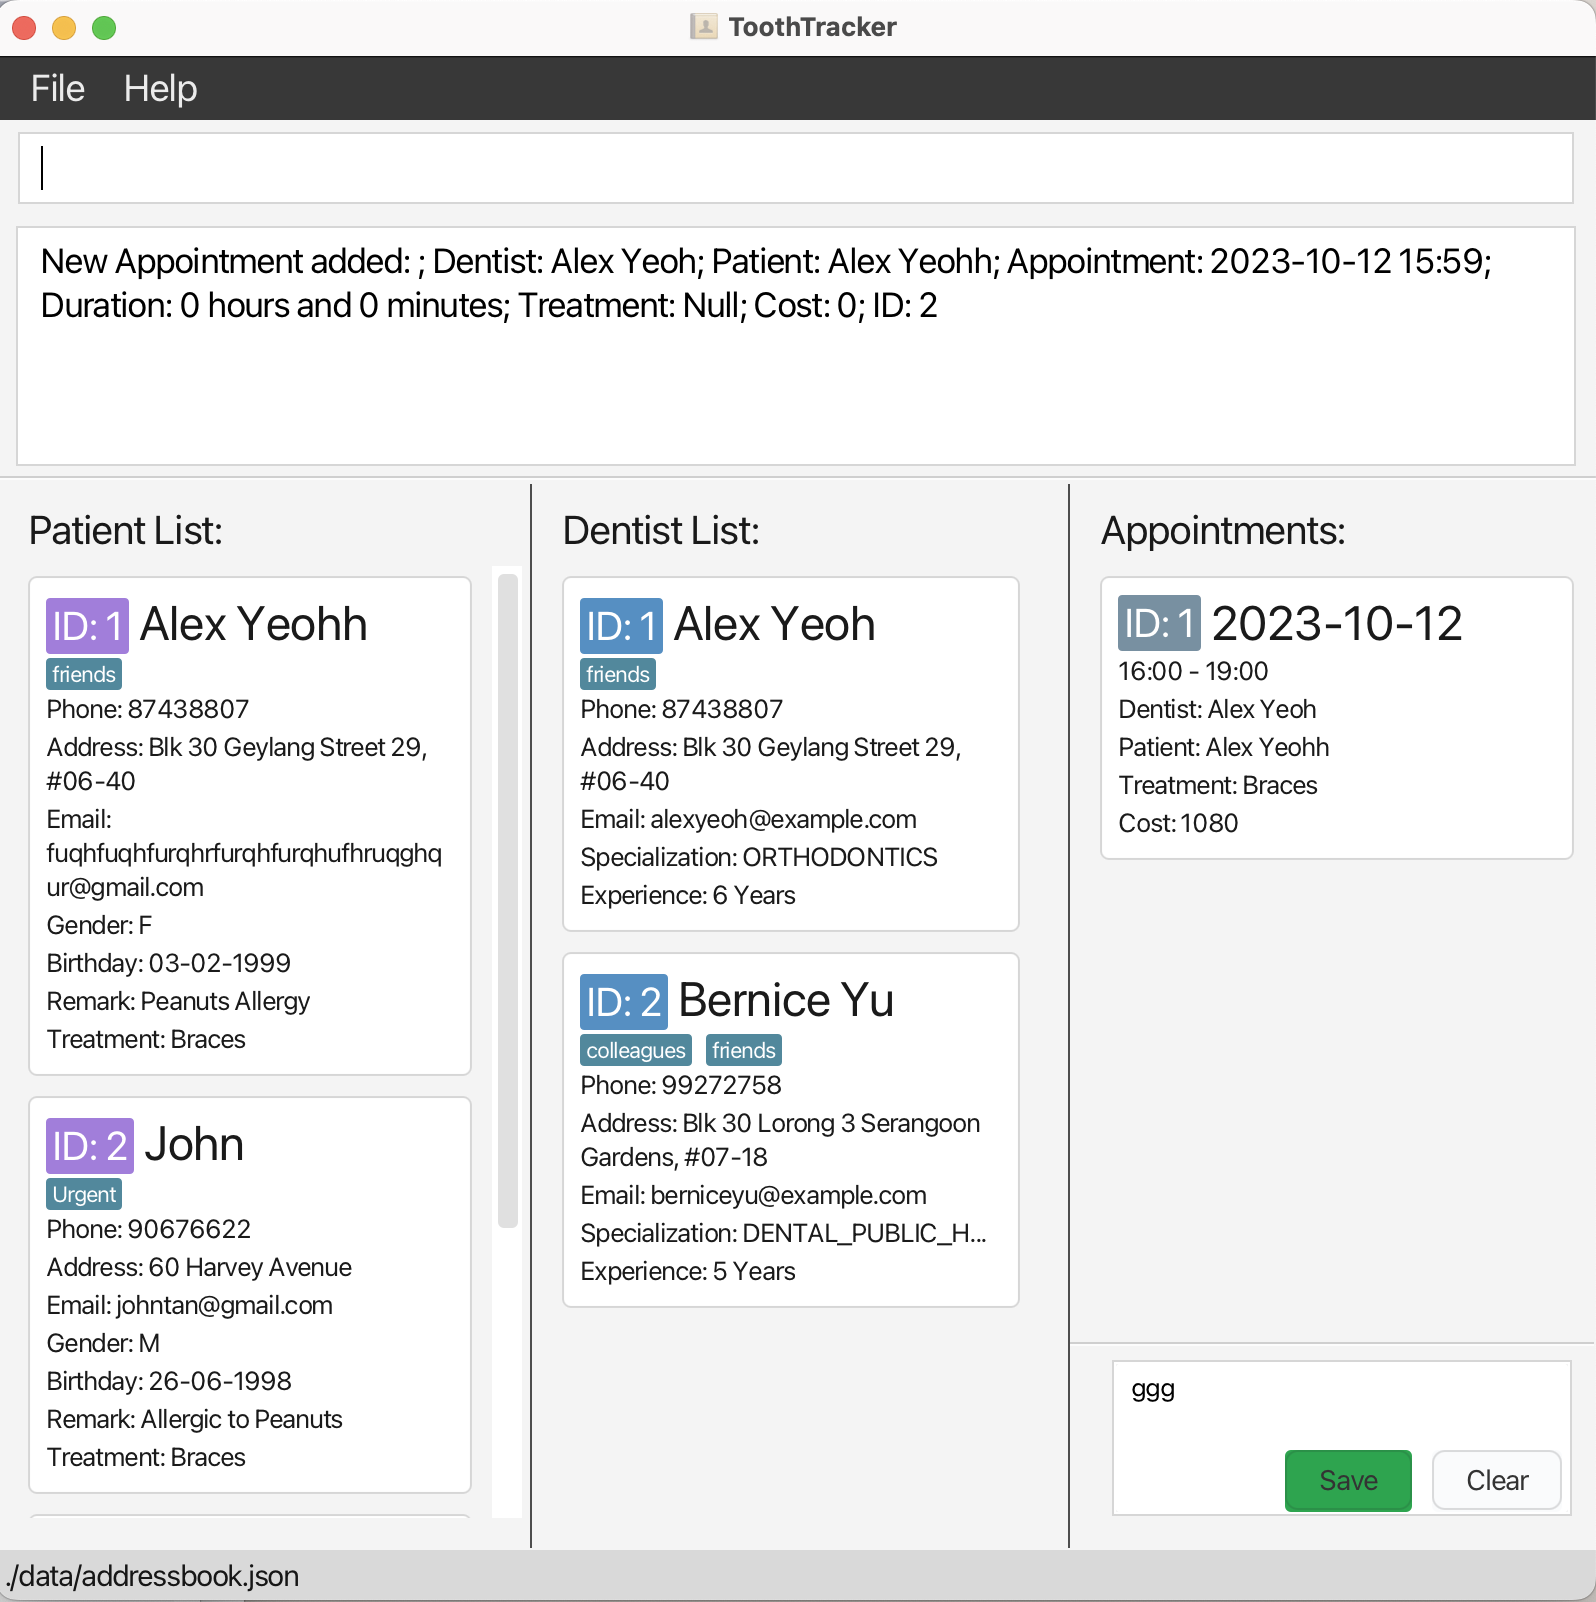 ToothTracker
File Help
New Appointment added: ; Dentist: Alex Yeoh; Patient: Alex Yeohh; Appointment: 2023-10-12 15:59;
Duration: 0 hours and 0 minutes; Treatment: Null; Cost: 0; ID: 2
Patient List:
ID: 1 Alex Yeohh
friends
Phone: 87438807
Address: Blk 30 Geylang Street 29,
#06-40
Email:
fuqhfuqhfurqhrfurqhfurqhufhruqghq
ur@gmail.com
Gender: F
Birthday: 03-02-1999
Remark: Peanuts Allergy
Treatment: Braces
ID: 2 John
Urgent
Phone: 90676622
Address: 60 Harvey Avenue
Email: johntan@gmail.com
Gender: M
Birthday: 26-06-1998
Remark: Allergic to Peanuts
Treatment: Braces
Dentist List:
ID: 1 Alex Yeoh
friends
Phone: 87438807
Address: Blk 30 Geylang Street 29,
#06-40
Email: alexyeoh@example.com
Specialization: ORTHODONTICS
Experience: 6 Years
ID: 2 Bernice Yu
colleagues friends
Phone: 99272758
Address: Blk 30 Lorong 3 Serangoon
Gardens, #07-18
Email: berniceyu@example.com
Specialization: DENTAL_PUBLIC_H...
Experience: 5 Years
Appointments:
ID: 1 2023-10-12
16:00 - 19:00
Dentist: Alex Yeoh
Patient: Alex Yeohh
Treatment: Braces
Cost: 1080
ggg
Save Clear
./data/addressbook.json